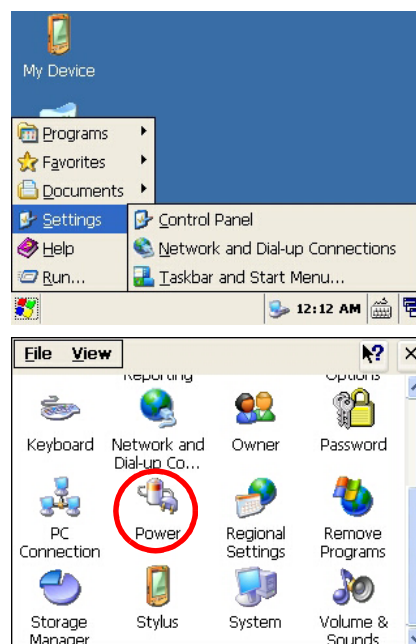 My Device
Programs
Favorites
Documents
Settings
Control Panel
Help
Network and Dial-up Connections
Run...
Taskbar and Start Menu...
12:12 AM
File View
Reporting
Options
Keyboard
Network and
Dial-up Co...
Owner
Password
PC
Connection
Power
Regional
Settings
Remove
Programs
Storage
Manager
Stylus
System
Volume &
Sounds